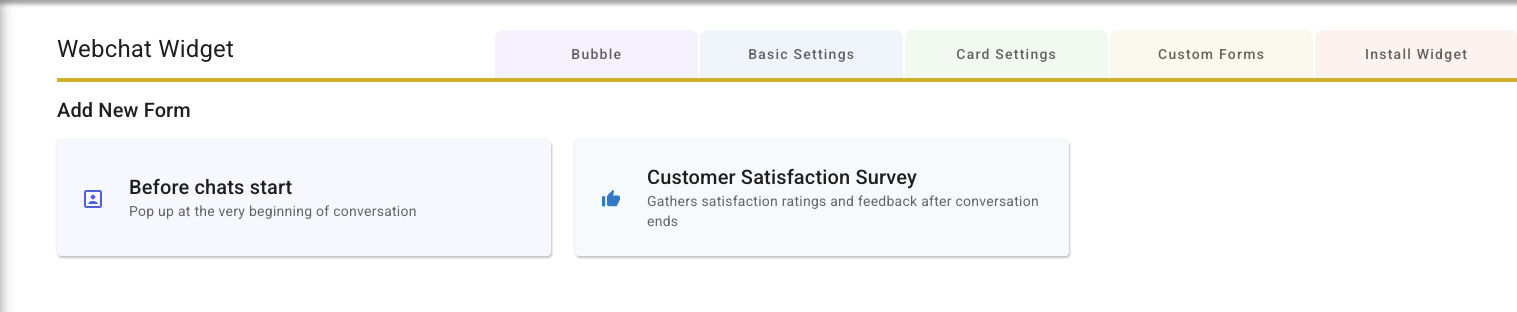 Webchat Widget
Bubble
Basic Settings
Card Settings
Custom Forms
Install Widget
Add New Form
Before chats start
Pop up at the very beginning of conversation
Customer Satisfaction Survey
Gathers satisfaction ratings and feedback after conversation
ends